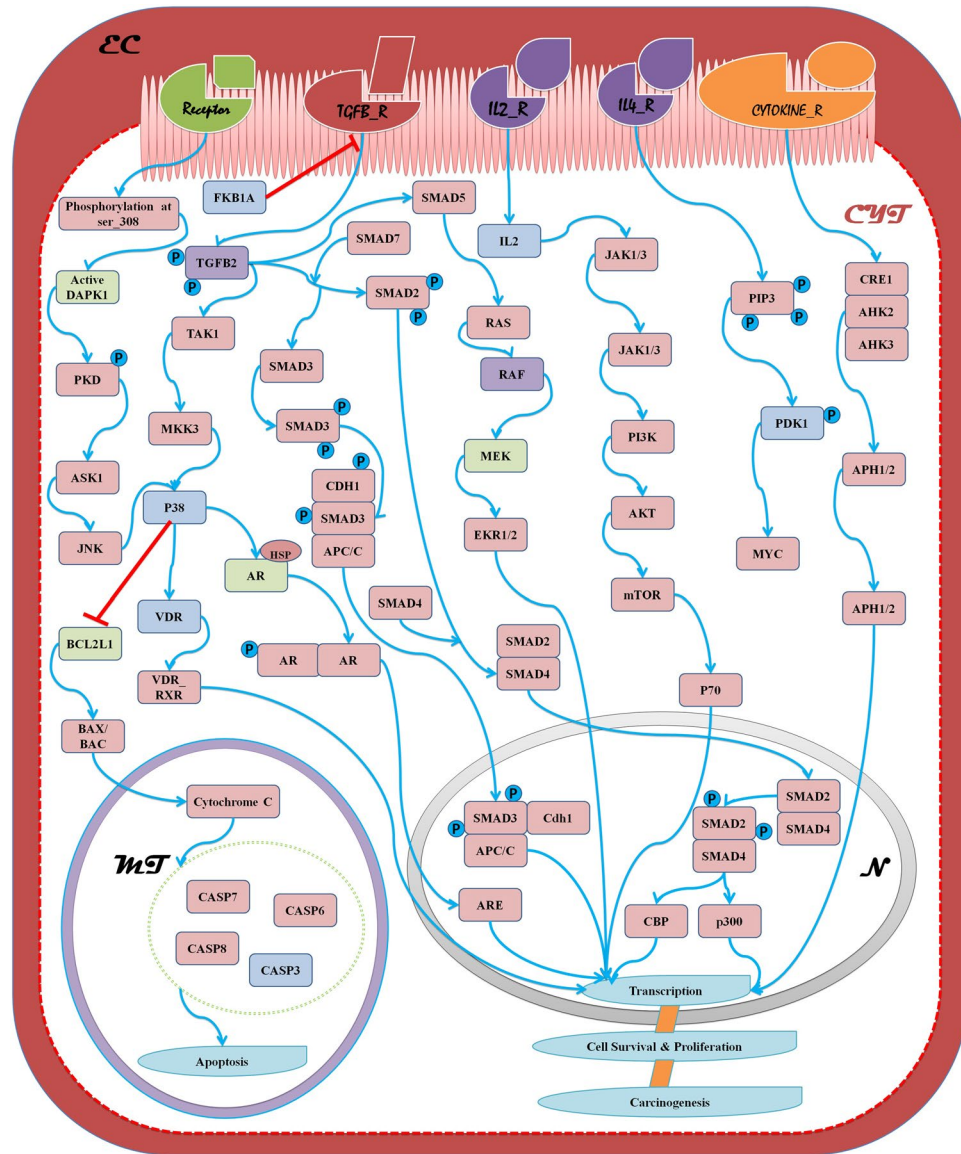 EC
Receptor
TGFB_R
IL2_R
IL4_R
CYTOKINE_R
CYT
Phosphorylation at
ser_308
FKB1A
SMAD5
SMAD7
IL2
JAK1/3
P
TGFB2
P
Active
DAPK1
SMAD2
P
P
PIP3
P
P
P
CRE1
AHK2
AHK3
TAK1
RAS
JAK1/3
PKD
P
SMAD3
RAF
SMAD3
P
P
PDK1
P
MKK3
PI3K
MEK
ASK1
CDH1
P
SMAD3
P
APC/C
APH1/2
P38
AKT
JNK
EKR1/2
MYC
HSP
AR
SMAD4
mTOR
APH1/2
VDR
BCL2L1
P
AR
AR
SMAD2
SMAD4
VDR_
RXR
P70
BAX/
BAC
Cytochrome C
P
SMAD3
Cdh1
P
APC/C
P
SMAD2
P
SMAD4
SMAD2
SMAD4
MT
N
CASP7
CASP6
CASP8
CASP3
ARE
CBP
p300
Transcription
Apoptosis
Cell Survival & Proliferation
Carcinogenesis